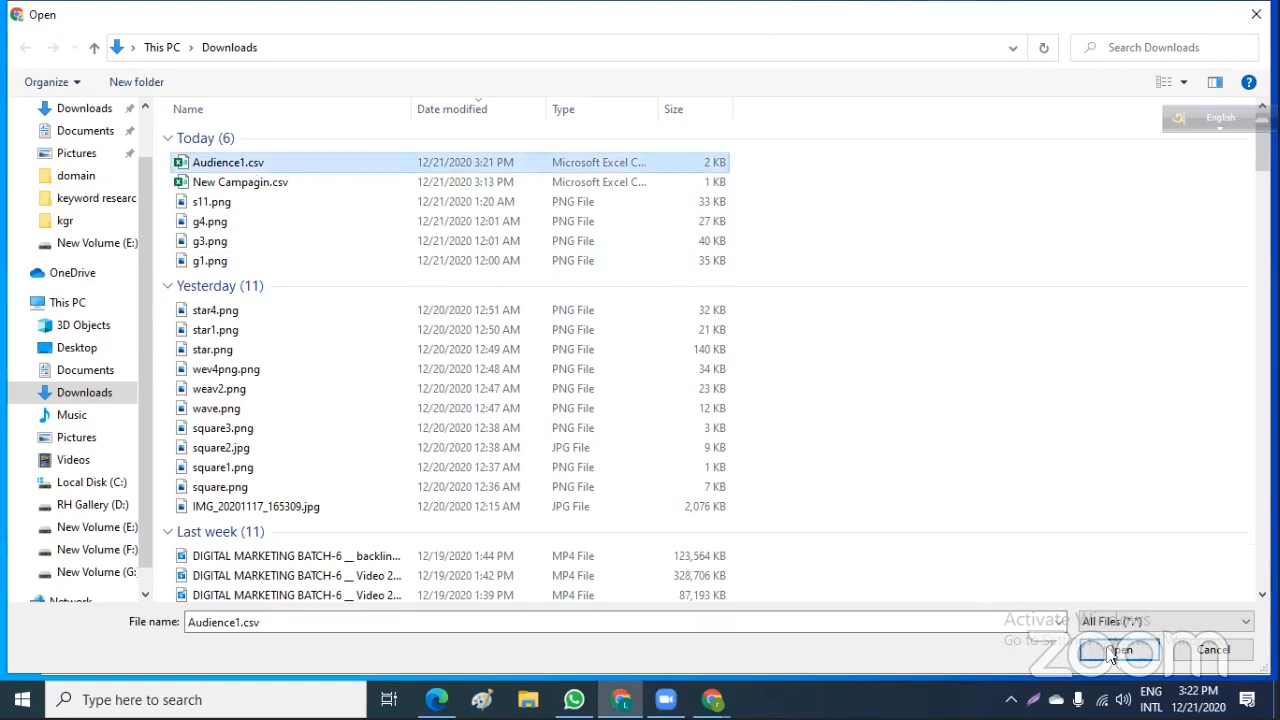 Open
This PC Downloads
Search Downloads
Organize New folder
Name Date modified Type Size
English
Downloads
Documents
Pictures
domain
keyword researc
kgr
New Volume (E:)
OneDrive
This PC
3D Objects
Desktop
Documents
Downloads
Music
Pictures
Videos
Local Disk (C:)
RH Gallery (D:)
New Volume (E:)
New Volume (F:)
New Volume (G:
Network
Today (6)
Audience1.csv 12/21/2020 3:21 PM Microsoft Excel C... 2 KB
New Campagin.csv 12/21/2020 3:13 PM Microsoft Excel C... 1 KB
s11.png 12/21/2020 1:20 AM PNG File 33 KB
g4.png 12/21/2020 12:01 AM PNG File 27 KB
g3.png 12/21/2020 12:01 AM PNG File 40 KB
g1.png 12/21/2020 12:00 AM PNG File 35 KB
Yesterday (11)
star4.png 12/20/2020 12:51 AM PNG File 32 KB
star1.png 12/20/2020 12:50 AM PNG File 21 KB
star.png 12/20/2020 12:49 AM PNG File 140 KB
wev4png.png 12/20/2020 12:48 AM PNG File 34 KB
weav2.png 12/20/2020 12:47 AM PNG File 23 KB
wave.png 12/20/2020 12:47 AM PNG File 12 KB
square3.png 12/20/2020 12:38 AM PNG File 3 KB
square2.jpg 12/20/2020 12:38 AM JPG File 9 KB
square1.png 12/20/2020 12:37 AM PNG File 1 KB
square.png 12/20/2020 12:36 AM PNG File 7 KB
IMG_20201117_165309.jpg 12/20/2020 12:15 AM JPG File 2,076 KB
Last week (11)
DIGITAL MARKETING BATCH-6 __ backlin... 12/19/2020 1:44 PM MP4 File 123,564 KB
DIGITAL MARKETING BATCH-6 __ Video 2... 12/19/2020 1:42 PM MP4 File 328,706 KB
DIGITAL MARKETING BATCH-6 __ Video 2... 12/19/2020 1:39 PM MP4 File 87,193 KB
File name: Audience1.csv All Files (*.*)
Activate Windows
Go to
Open Cancel
zoom
Type here to search
ENG
INTL
3:22 PM
12/21/2020